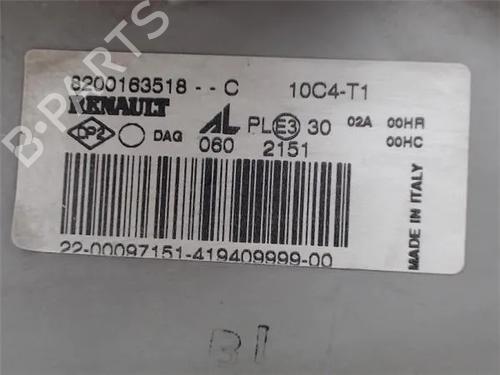 8200163518--C 10C4-T1
RENAULT
DP2 DAG AL PL E3 30 02A 00HR
060 2151 00HC
22-00097151-419409999-00
MADE IN ITALY
B1
B-PARTS